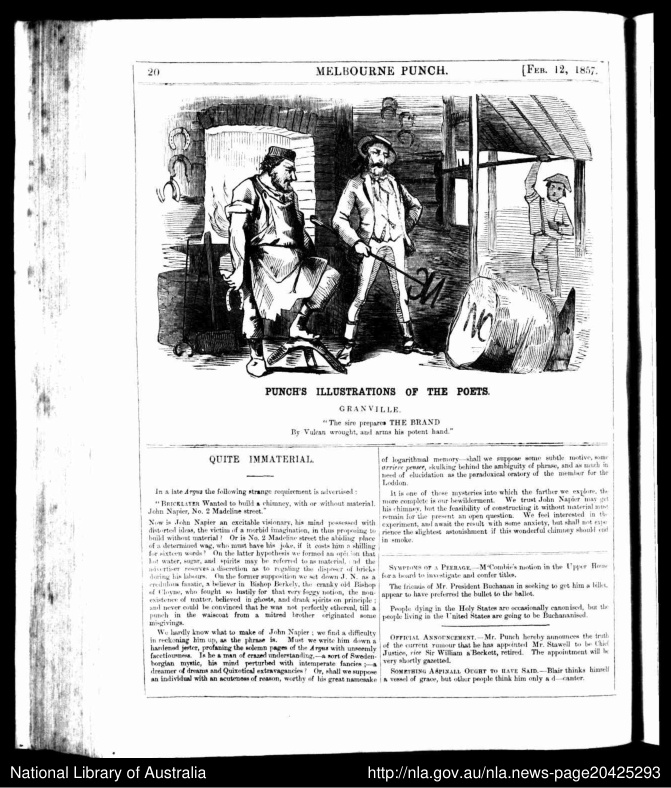 20
MELBOURNE PUNCH.
[FEB. 12, 1857.
NO
PUNCH'S ILLUSTRATIONS OF THE POETS.
GRANVILLE.
"The sire prepares THE BRAND
By Vulcan wrought, and arms his potent hand."
QUITE IMMATERIAL.
In a late Argus the following strange requirement is advertised:
"BRICKLAYER Wanted to build a chimney, with or without material.
John Napier, No. 2 Madeline street."
Now is John Napier an excitable visionary, his mind possessed with
distorted ideas, the victim of a morbid imagination, in thus proposing to
build without material? Or is No. 2 Madeline street the abiding place
of a determined wag, who must have his joke, if it costs him a shilling
for sixteen words? On the latter hypothesis we formed an opinion that
hot water, sugar, and spirits may be referred to as material, and the
advertiser reserves a discretion as to regaling the disposer of bricks
during his labours. On the former supposition we set down J. N. as a
credulous fanatic, a believer in Bishop Berkely, the cranky old Bishop
of Cloyne, who fought so lustily for that very foggy notion, the non-
existence of matter, believed in ghosts, and drank spirits on principle;
and never could be convinced that he was not perfectly ethereal, till a
punch in the waiscoat from a mitred brother originated some
misgivings.
We hardly know what to make of John Napier; we find a difficulty
in reckoning him up, as the phrase is. Must we write him down a
hardened jester, profaning the solemn pages of the Argus with unseemly
facetiousness. Is he a man of crazed understanding,—a sort of Sweden-
borgian mystic, his mind perturbed with intemperate fancies;—a
dreamer of dreams and Quixotical extravagancies? Or, shall we suppose
an individual with an acuteness of reason, worthy of his great namesake
of logarithmal memory—shall we suppose some subtle motive, some
arriere pensee, skulking behind the ambiguity of phrase, and as much in
need of elucidation as the paradoxical oratory of the member for the
Loddon.
It is one of those mysteries into which the farther we explore, the
more complete is our bewilderment. We trust John Napier may get
his chimney, but the feasibility of constructing it without material must
remain for the present an open question. We feel interested in the
experiment, and await the result with some anxiety, but shall not expe-
rience the slightest astonishment if this wonderful chimney should end
in smoke.
SYMPTOMS OF A PEERAGE.—M'Combie's motion in the Upper House
for a board to investigate and confer titles.
The friends of Mr. President Buchanan in seeking to get him a billet,
appear to have preferred the bullet to the ballot.
People dying in the Holy States are occasionally canonised, but the
people living in the United States are going to be Buchananised.
OFFICIAL ANNOUNCEMENT.—Mr. Punch hereby announces the truth
of the current rumour that he has appointed Mr. Stawell to be Chief
Justice, vice Sir William a'Beckett, retired. The appointment will be
very shortly gazetted.
SOMETHING ASPINALL OUGHT TO HAVE SAID.—Blair thinks himself
a vessel of grace, but other people think him only a d—canter.
National Library of Australia
http://nla.gov.au/nla.news-page20425293